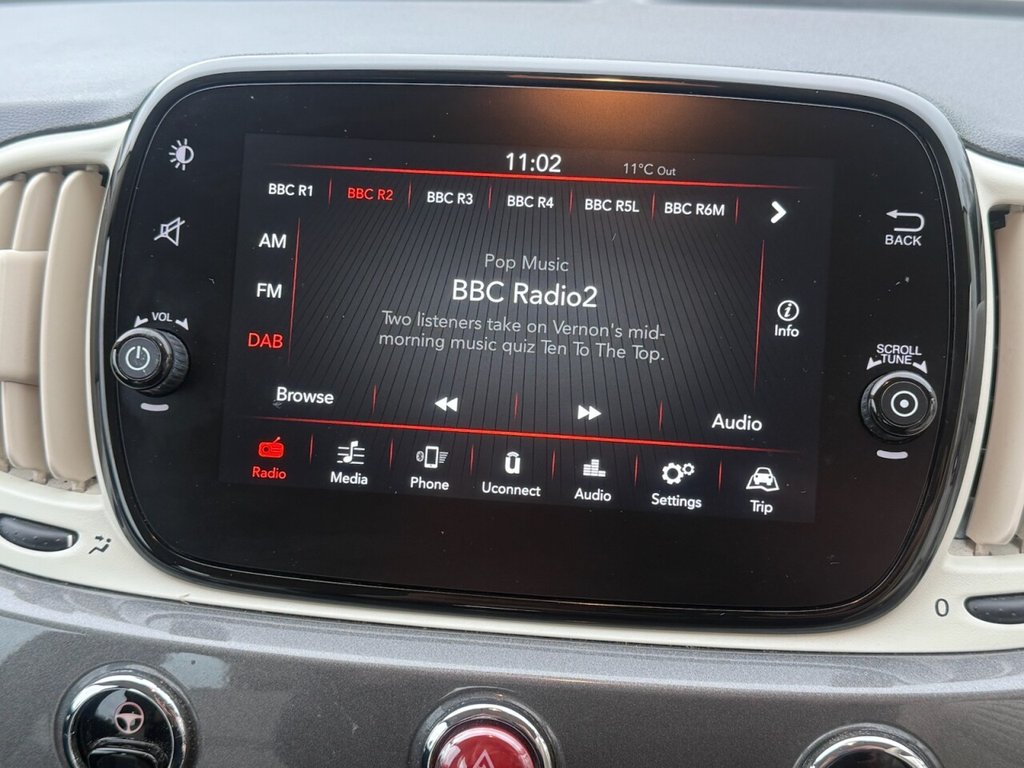 11:02
11°C Out
BBC R1
BBC R2
BBC R3
BBC R4
BBC R5L
BBC R6M
AM
FM
DAB
Pop Music
BBC Radio2
Two listeners take on Vernon's mid-
morning music quiz Ten To The Top.
Info
Browse
Audio
Radio
Media
Phone
Uconnect
Audio
Settings
Trip
VOL
BACK
SCROLL
TUNE
0